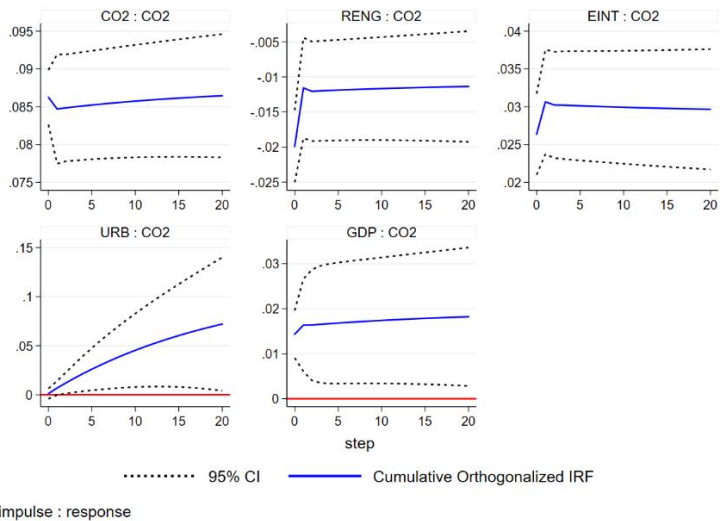 CO2 : CO2
RENG : CO2
EINT : CO2
.095
.09
.085
.08
.075
0 5 10 15 20
-.005
-.01
-.015
-.02
-.025
0 5 10 15 20
.04
.035
.03
.025
.02
0 5 10 15 20
URB : CO2
GDP : CO2
.15
.1
.05
0
0 5 10 15 20
.03
.02
.01
0
0 5 10 15 20
step
95% CI
Cumulative Orthogonalized IRF
impulse : response